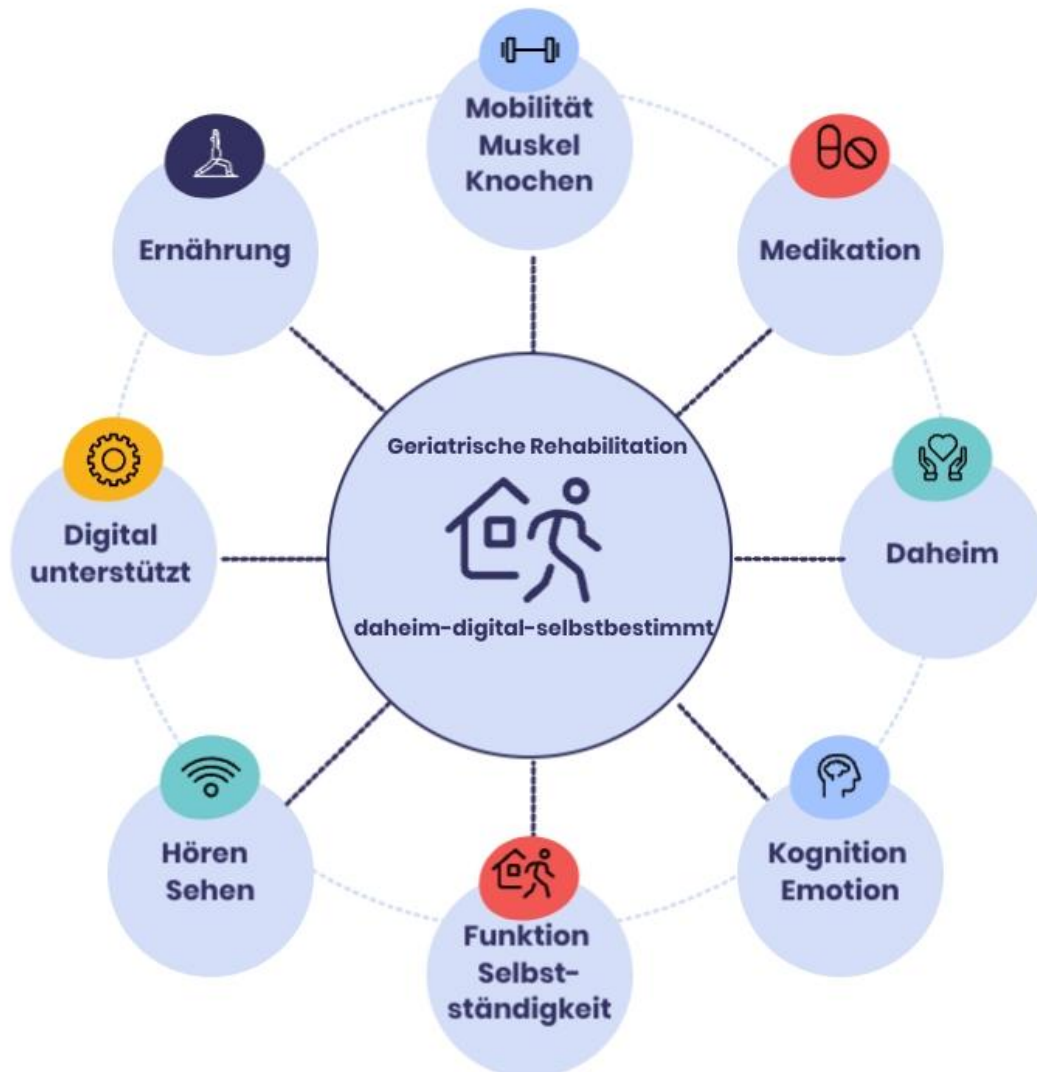 Mobilität
Muskel
Knochen
Medikation
Daheim
Kognition
Emotion
Funktion
Selbst-
ständigkeit
Hören
Sehen
Digital
unterstützt
Ernährung
Geriatrische Rehabilitation
daheim-digital-selbstbestimmt